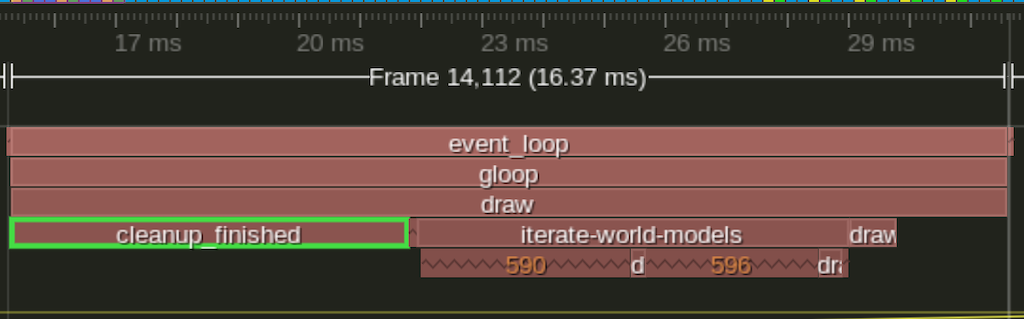 17 ms 20 ms 23 ms 26 ms 29 ms
Frame 14,112 (16.37 ms)
event_loop
gloop
draw
cleanup_finished iterate-world-models draw
590 d 596 dra